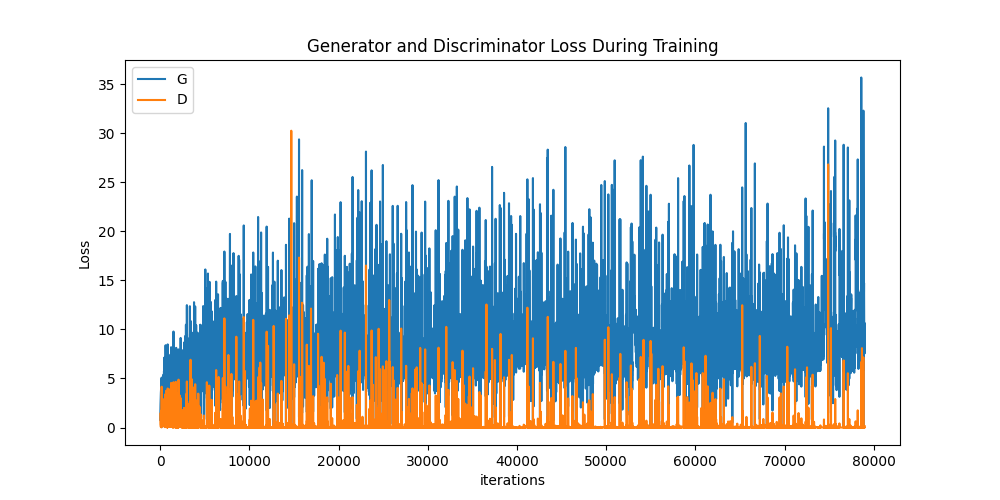 Generator and Discriminator Loss During Training
G
D
35
30
25
20
15
10
5
0
Loss
0 10000 20000 30000 40000 50000 60000 70000 80000
iterations